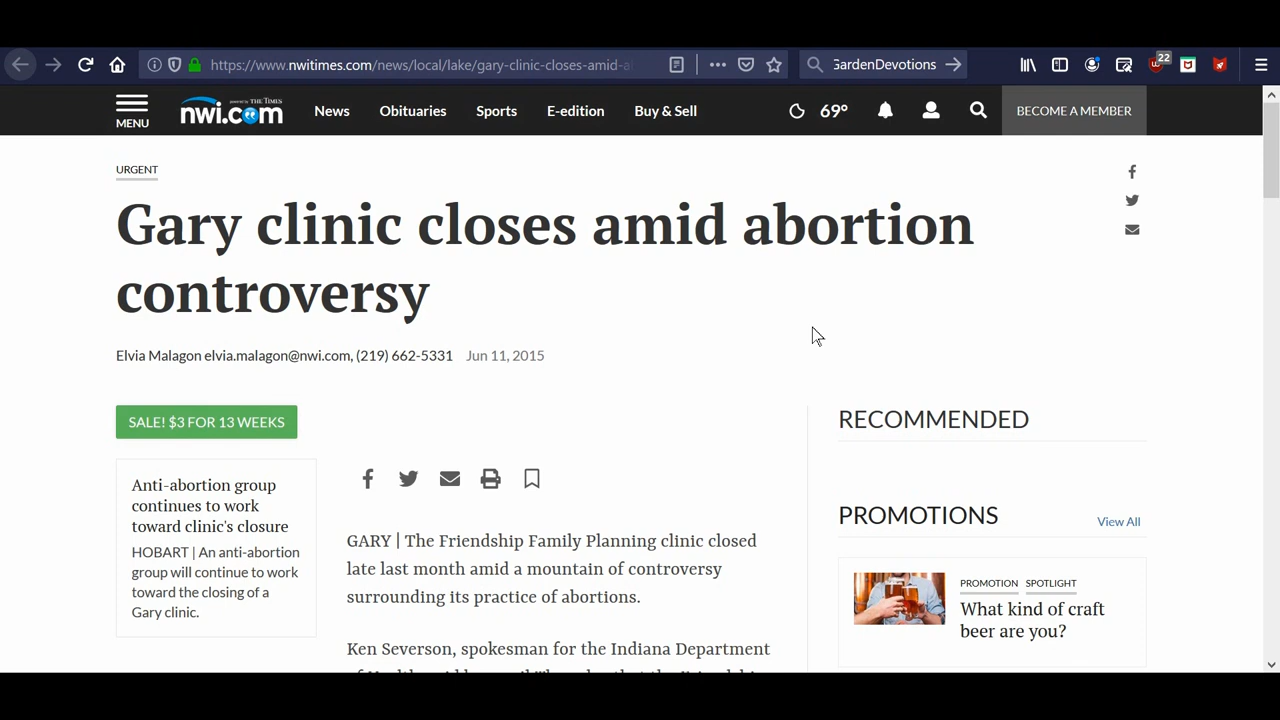 https://www.nwitimes.com/news/local/lake/gary-clinic-closes-amid-a
GardenDevotions
22
MENU
powered by THE TIMES
nwi.com
News
Obituaries
Sports
E-edition
Buy & Sell
69°
BECOME A MEMBER
URGENT
Gary clinic closes amid abortion
controversy
Elvia Malagon elvia.malagon@nwi.com, (219) 662-5331 Jun 11, 2015
SALE! $3 FOR 13 WEEKS
Anti-abortion group
continues to work
toward clinic's closure
HOBART | An anti-abortion
group will continue to work
toward the closing of a
Gary clinic.
GARY | The Friendship Family Planning clinic closed
late last month amid a mountain of controversy
surrounding its practice of abortions.
Ken Severson, spokesman for the Indiana Department
RECOMMENDED
PROMOTIONS
View All
PROMOTION SPOTLIGHT
What kind of craft
beer are you?